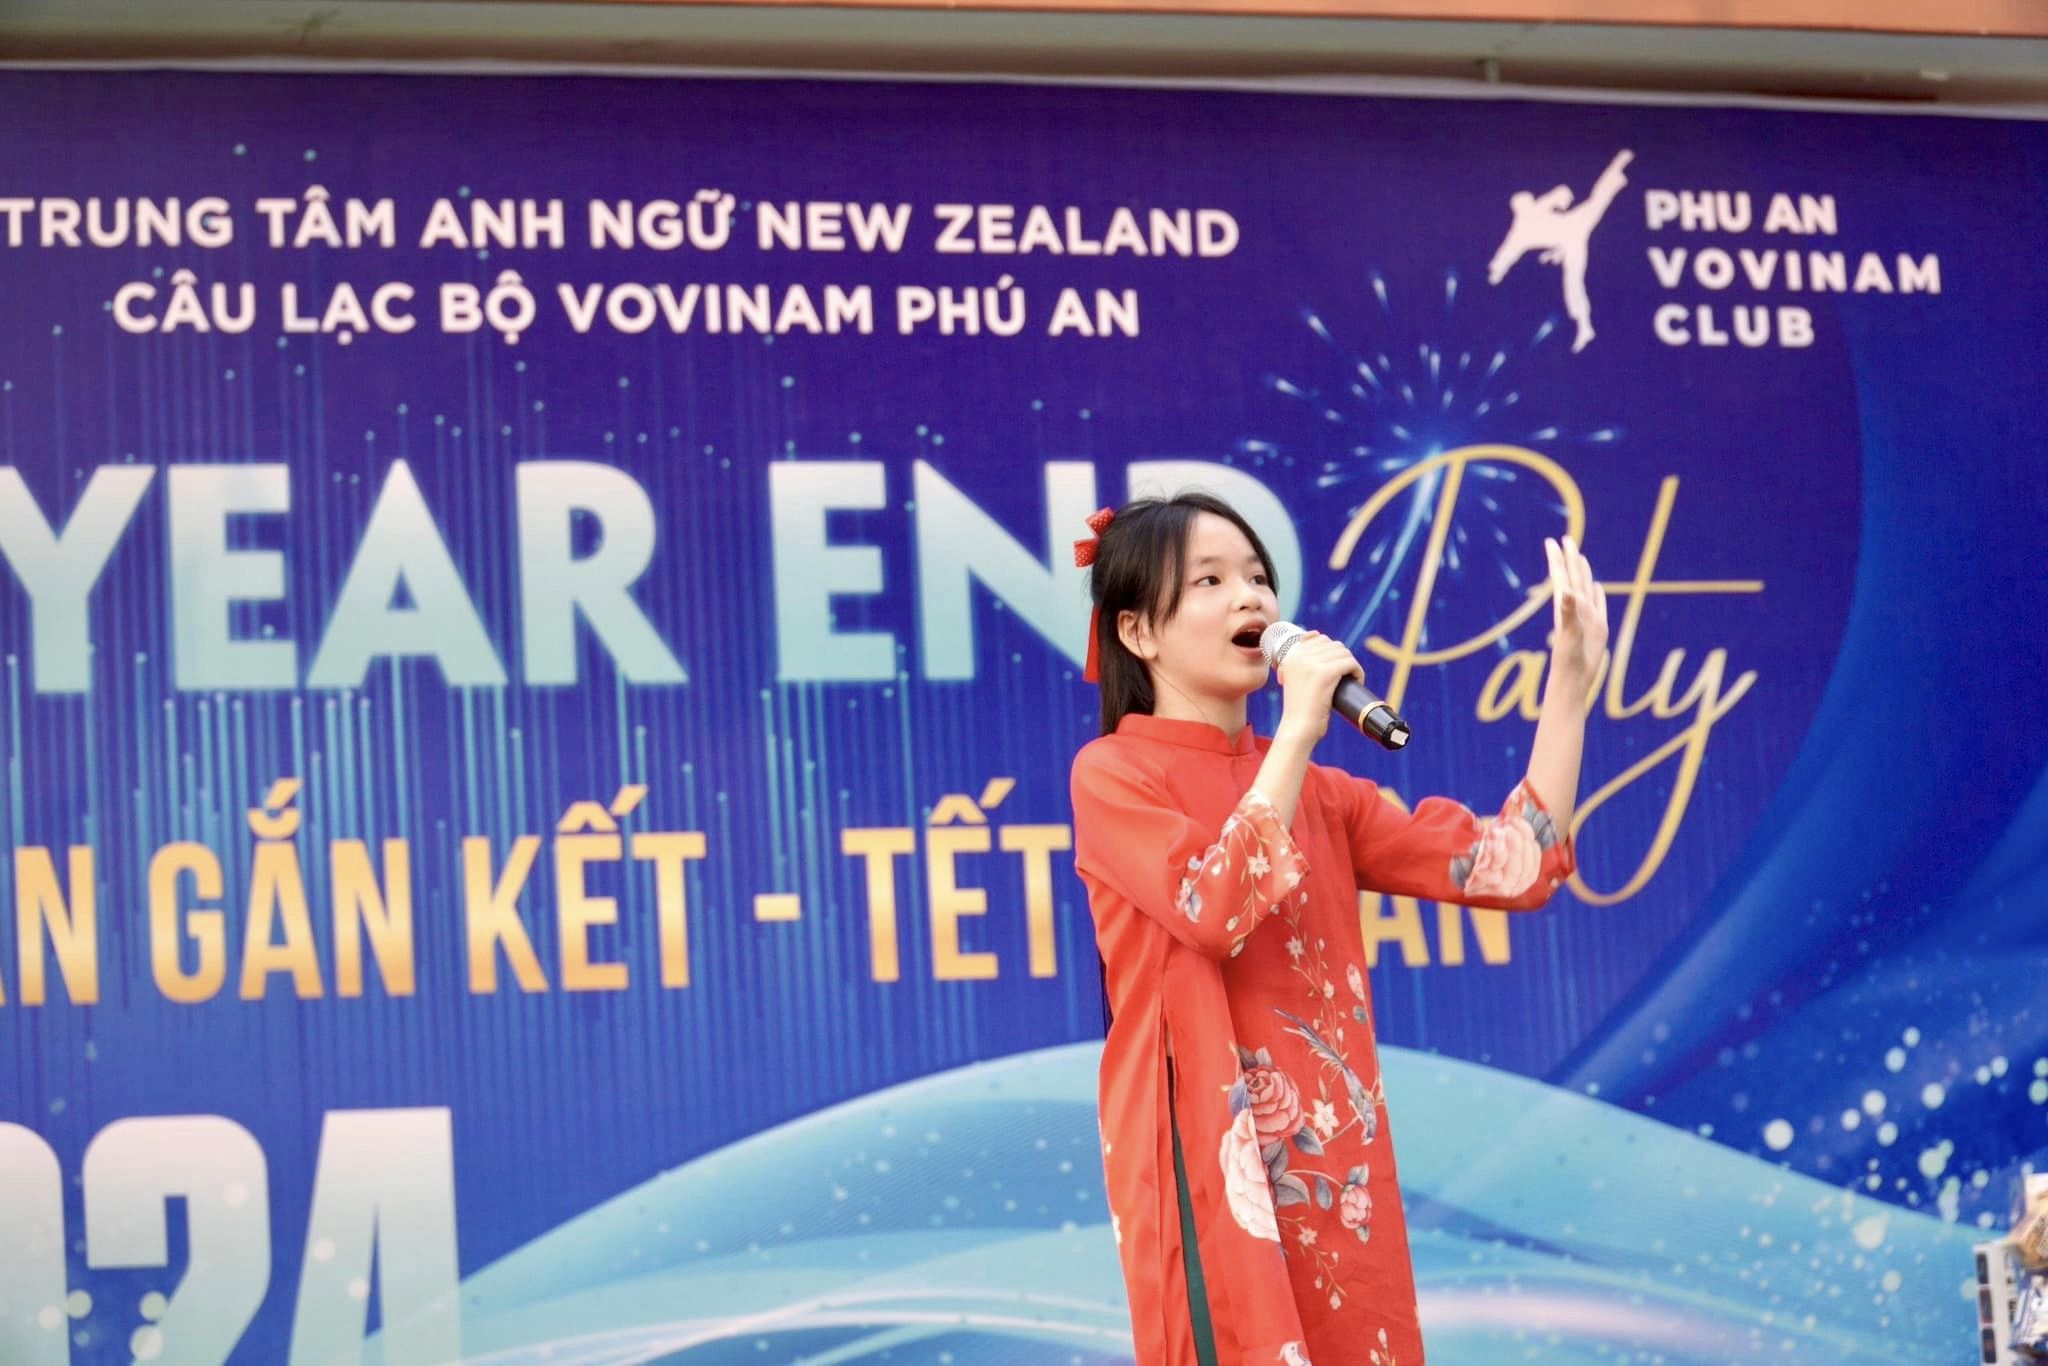 TRUNG TÂM ANH NGỮ NEW ZEALAND
CÂU LẠC BỘ VOVINAM PHÚ AN
PHU AN
VOVINAM
CLUB
YEAR END
Party
GẮN KẾT - TẾT
2024